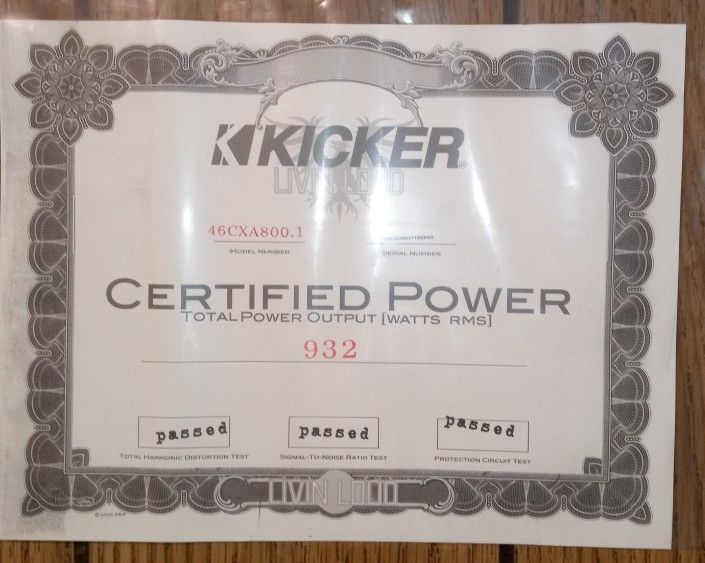 KICKER
LIVIN LOUD
46CXA800.1
MODEL NUMBER
SERIAL NUMBER
CERTIFIED POWER
TOTAL POWER OUTPUT [WATTS RMS]
932
passed
passed
passed
TOTAL HARMONIC DISTORTION TEST
SIGNAL-TO-NOISE RATIO TEST
PROTECTION CIRCUIT TEST
LIVIN LOUD